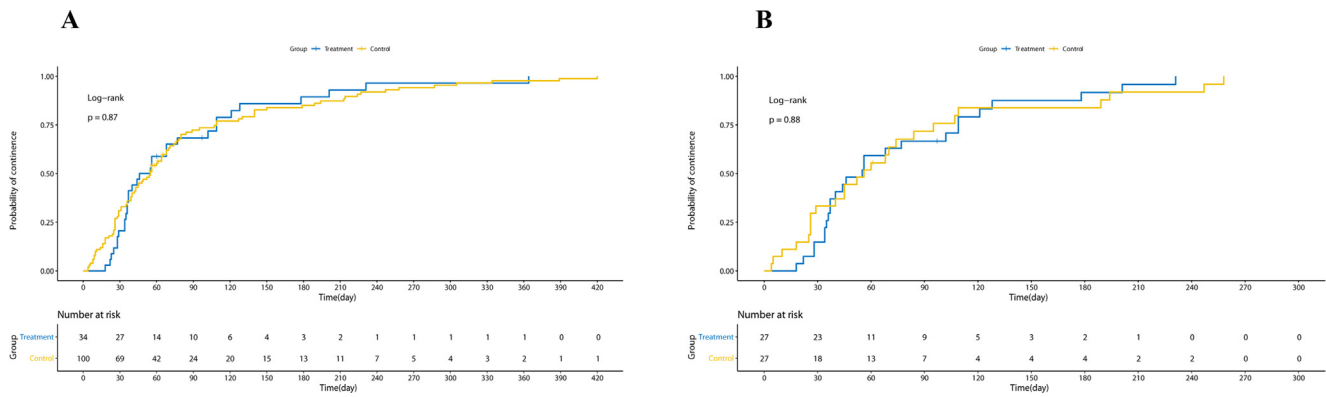 A
Group Treatment Control
1.00
0.75
0.50
0.25
0.00
Probability of continence
Log-rank
p = 0.87
0 30 60 90 120 150 180 210 240 270 300 330 360 390 420
Time(day)
Number at risk
Group
Treatment 34 27 14 10 6 4 3 2 1 1 1 1 1 0 0
Control 100 69 42 24 20 15 13 11 7 5 4 3 2 1 1
0 30 60 90 120 150 180 210 240 270 300 330 360 390 420
Time(day)
B
Group Treatment Control
1.00
0.75
0.50
0.25
0.00
Probability of continence
Log-rank
p = 0.88
0 30 60 90 120 150 180 210 240 270 300
Time(day)
Number at risk
Group
Treatment 27 23 11 9 5 3 2 1 0 0 0
Control 27 18 13 7 4 4 4 2 2 0 0
0 30 60 90 120 150 180 210 240 270 300
Time(day)